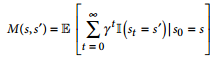 M(s,s′) = 𝔼 [ ∑_{t = 0}^{∞} γ^t 𝕀(s_t = s′) | s_0 = s ]